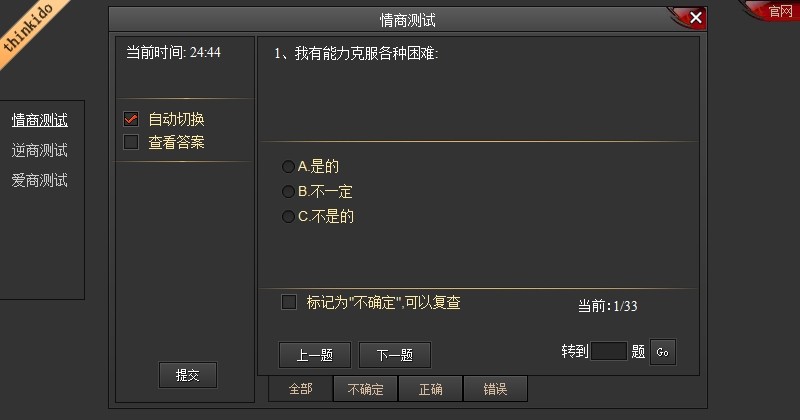 thinkido
官网
情商测试
情商测试
逆商测试
爱商测试
当前时间: 24:44
自动切换
查看答案
提交
1、我有能力克服各种困难:
A.是的
B.不一定
C.不是的
标记为"不确定",可以复查
当前:1/33
上一题
下一题
转到 题 Go
全部
不确定
正确
错误